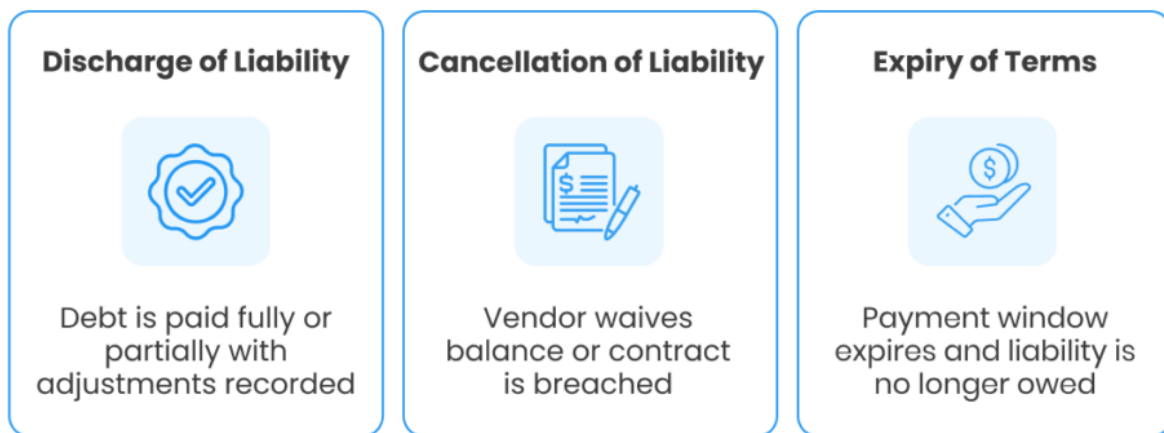 Discharge of Liability
Debt is paid fully or
partially with
adjustments recorded
Cancellation of Liability
$
Vendor waives
balance or contract
is breached
Expiry of Terms
$
Payment window
expires and liability is
no longer owed